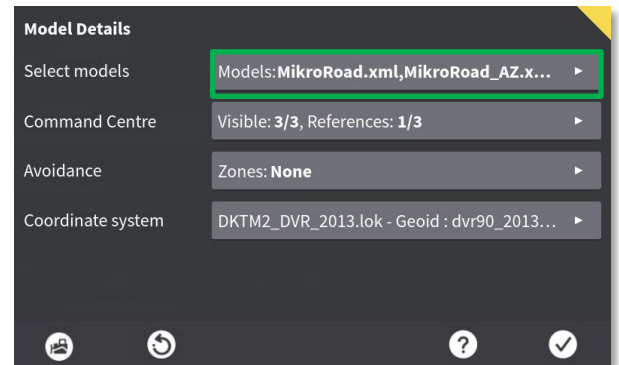 Model Details
Select models Models:MikroRoad.xml,MikroRoad_AZ.x...
Command Centre Visible: 3/3, References: 1/3
Avoidance Zones: None
Coordinate system DKTM2_DVR_2013.lok - Geoid : dvr90_2013...
?